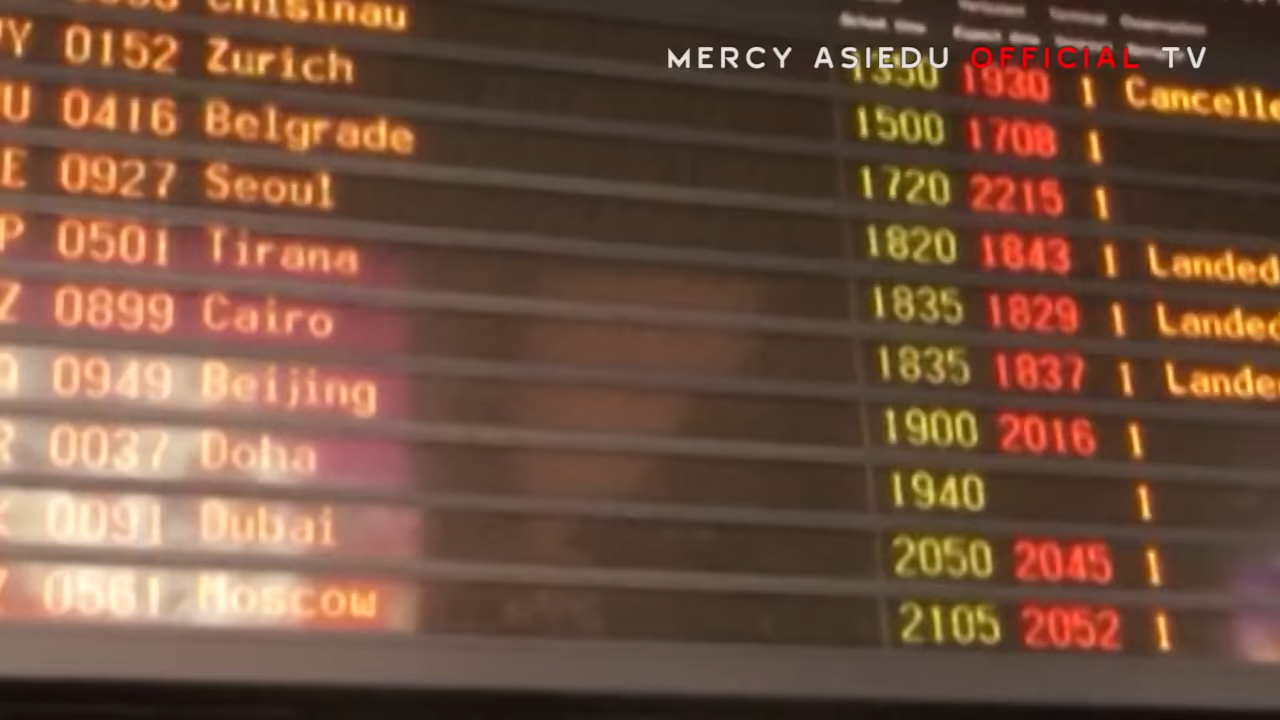 MERCY ASIEDU OFFICIAL TV
Chisinau 1930 1
Y 0152 Zurich 1500 1708 1
U 0416 Belgrade 1720 2215 1
E 0927 Seoul 1820 1843 1 Landed
P 0501 Tirana 1835 1829 1 Landed
Z 0899 Cairo 1835 1837 1 Lande
0949 Beijing 1900 2016 1
R 0037 Doha 1940 1
0091 Dubai 2050 2045 1
0561 Moscow 2105 2052 1